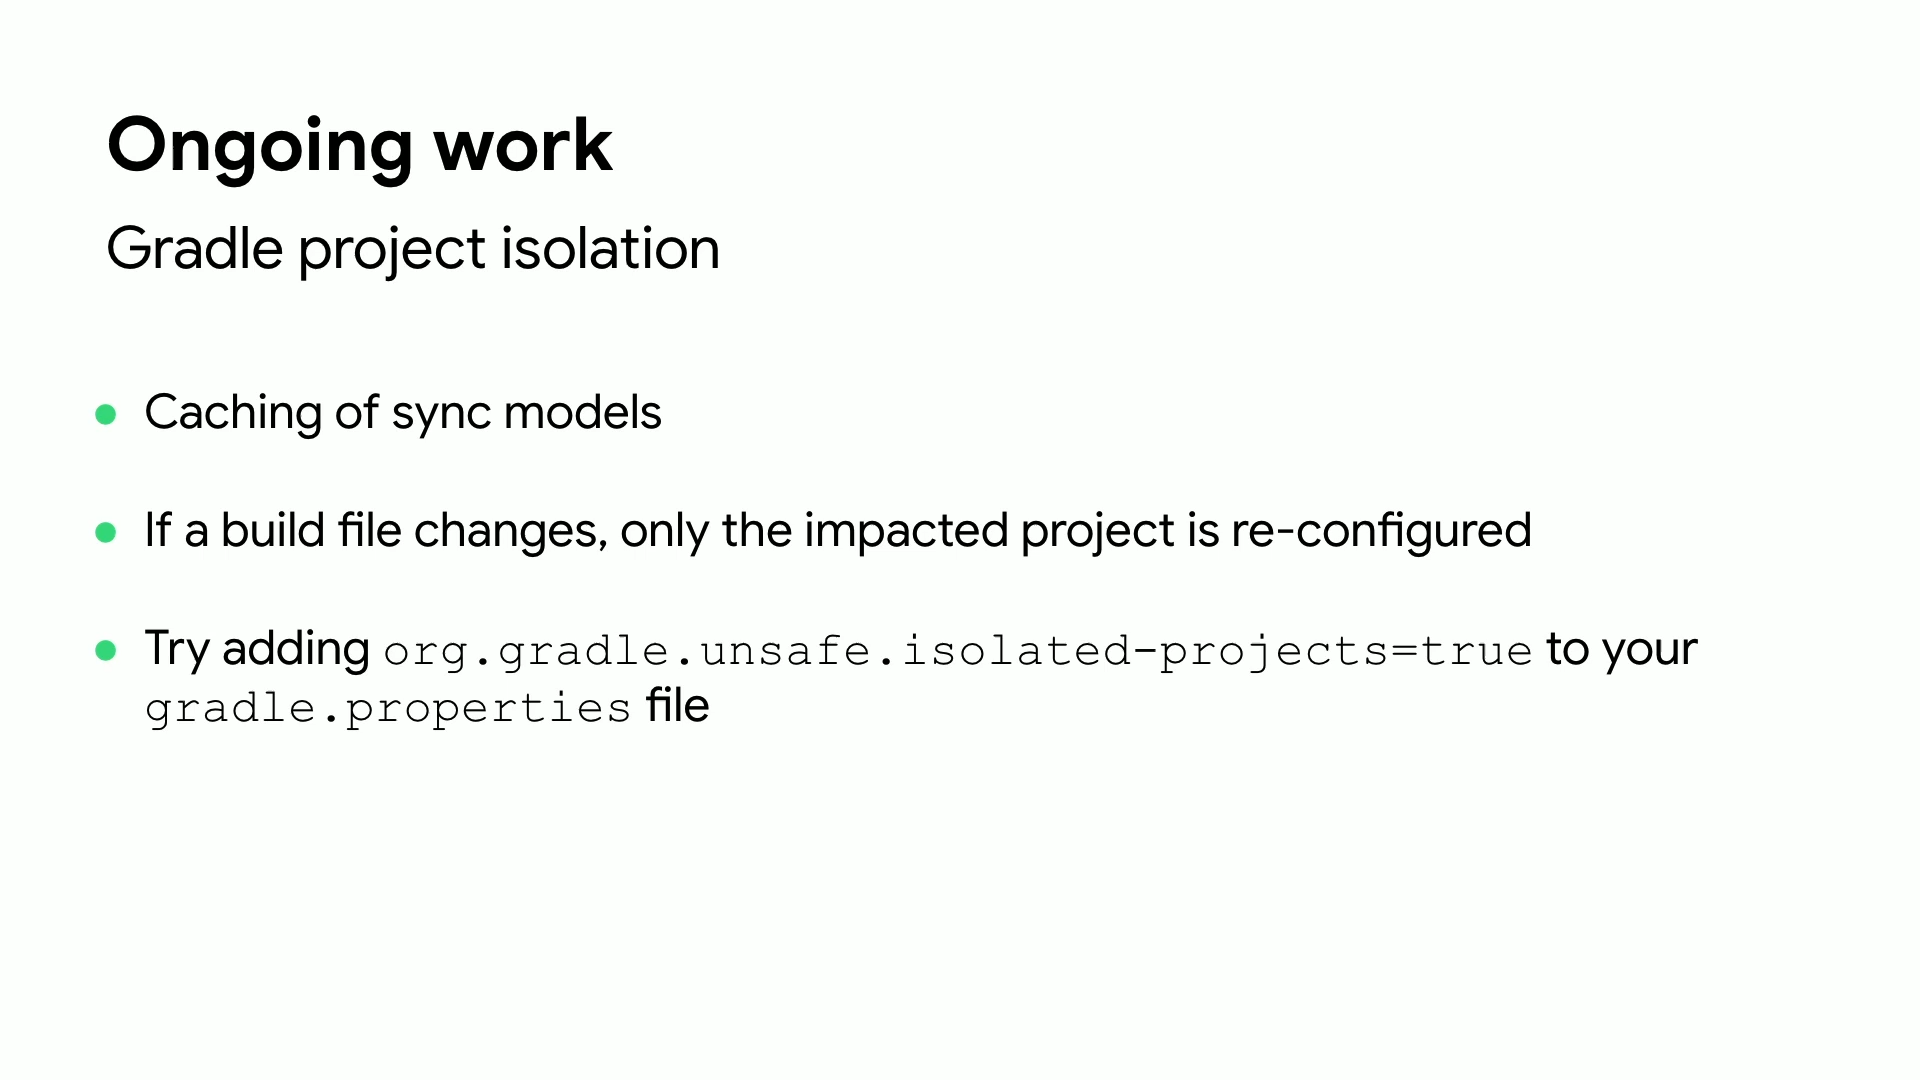 Ongoing work
Gradle project isolation
Caching of sync models
If a build file changes, only the impacted project is re-configured
Try adding org.gradle.unsafe.isolated-projects=true to your
gradle.properties file